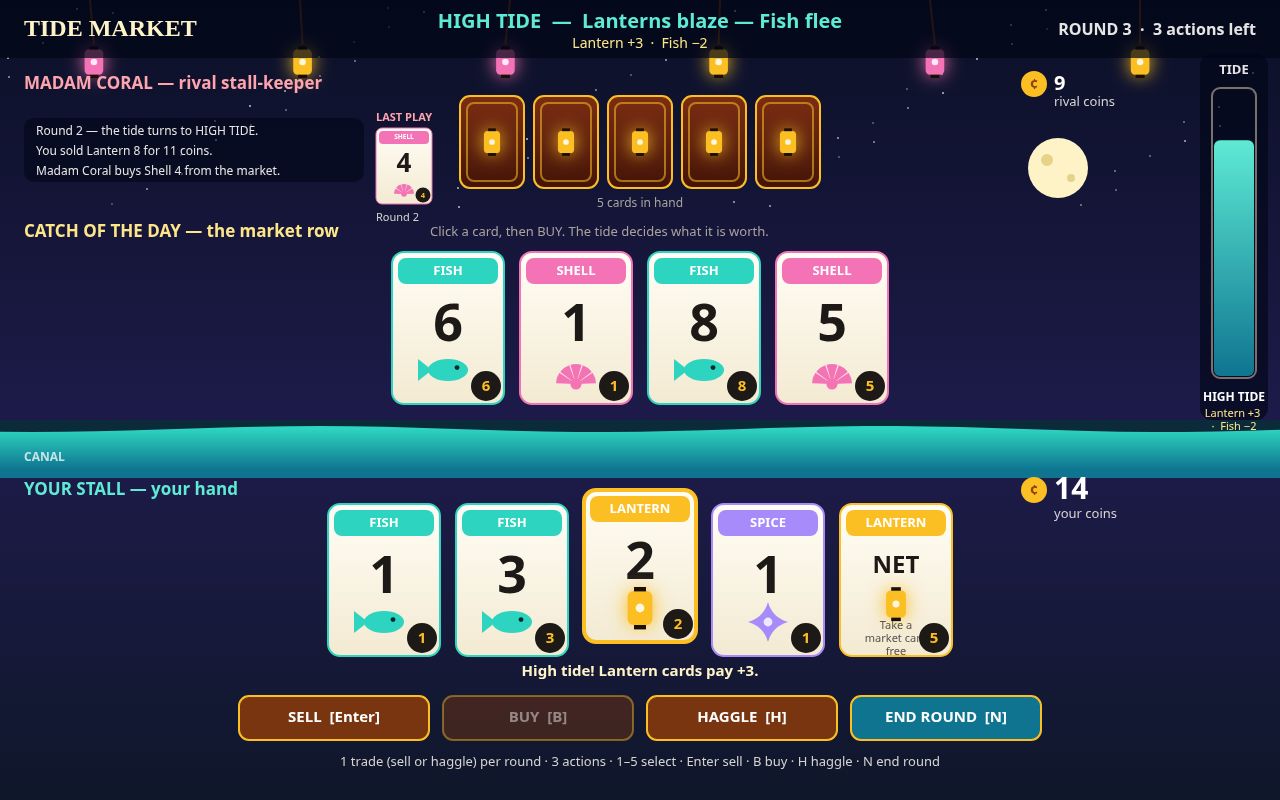 TIDE MARKET
HIGH TIDE — Lanterns blaze — Fish flee
Lantern +3 · Fish −2
ROUND 3 · 3 actions left
MADAM CORAL — rival stall-keeper
¢ 9
rival coins
TIDE
Round 2 — the tide turns to HIGH TIDE.
You sold Lantern 8 for 11 coins.
Madam Coral buys Shell 4 from the market.
LAST PLAY
SHELL
4
4
Round 2
5 cards in hand
CATCH OF THE DAY — the market row
Click a card, then BUY. The tide decides what it is worth.
FISH
6
6
SHELL
1
1
FISH
8
8
SHELL
5
5
HIGH TIDE
Lantern +3
· Fish −2
CANAL
YOUR STALL — your hand
¢ 14
your coins
FISH
1
1
FISH
3
3
LANTERN
2
2
SPICE
1
1
LANTERN
NET
Take a
market
free
5
High tide! Lantern cards pay +3.
SELL [Enter]
BUY [B]
HAGGLE [H]
END ROUND [N]
1 trade (sell or haggle) per round · 3 actions · 1–5 select · Enter sell · B buy · H haggle · N end round